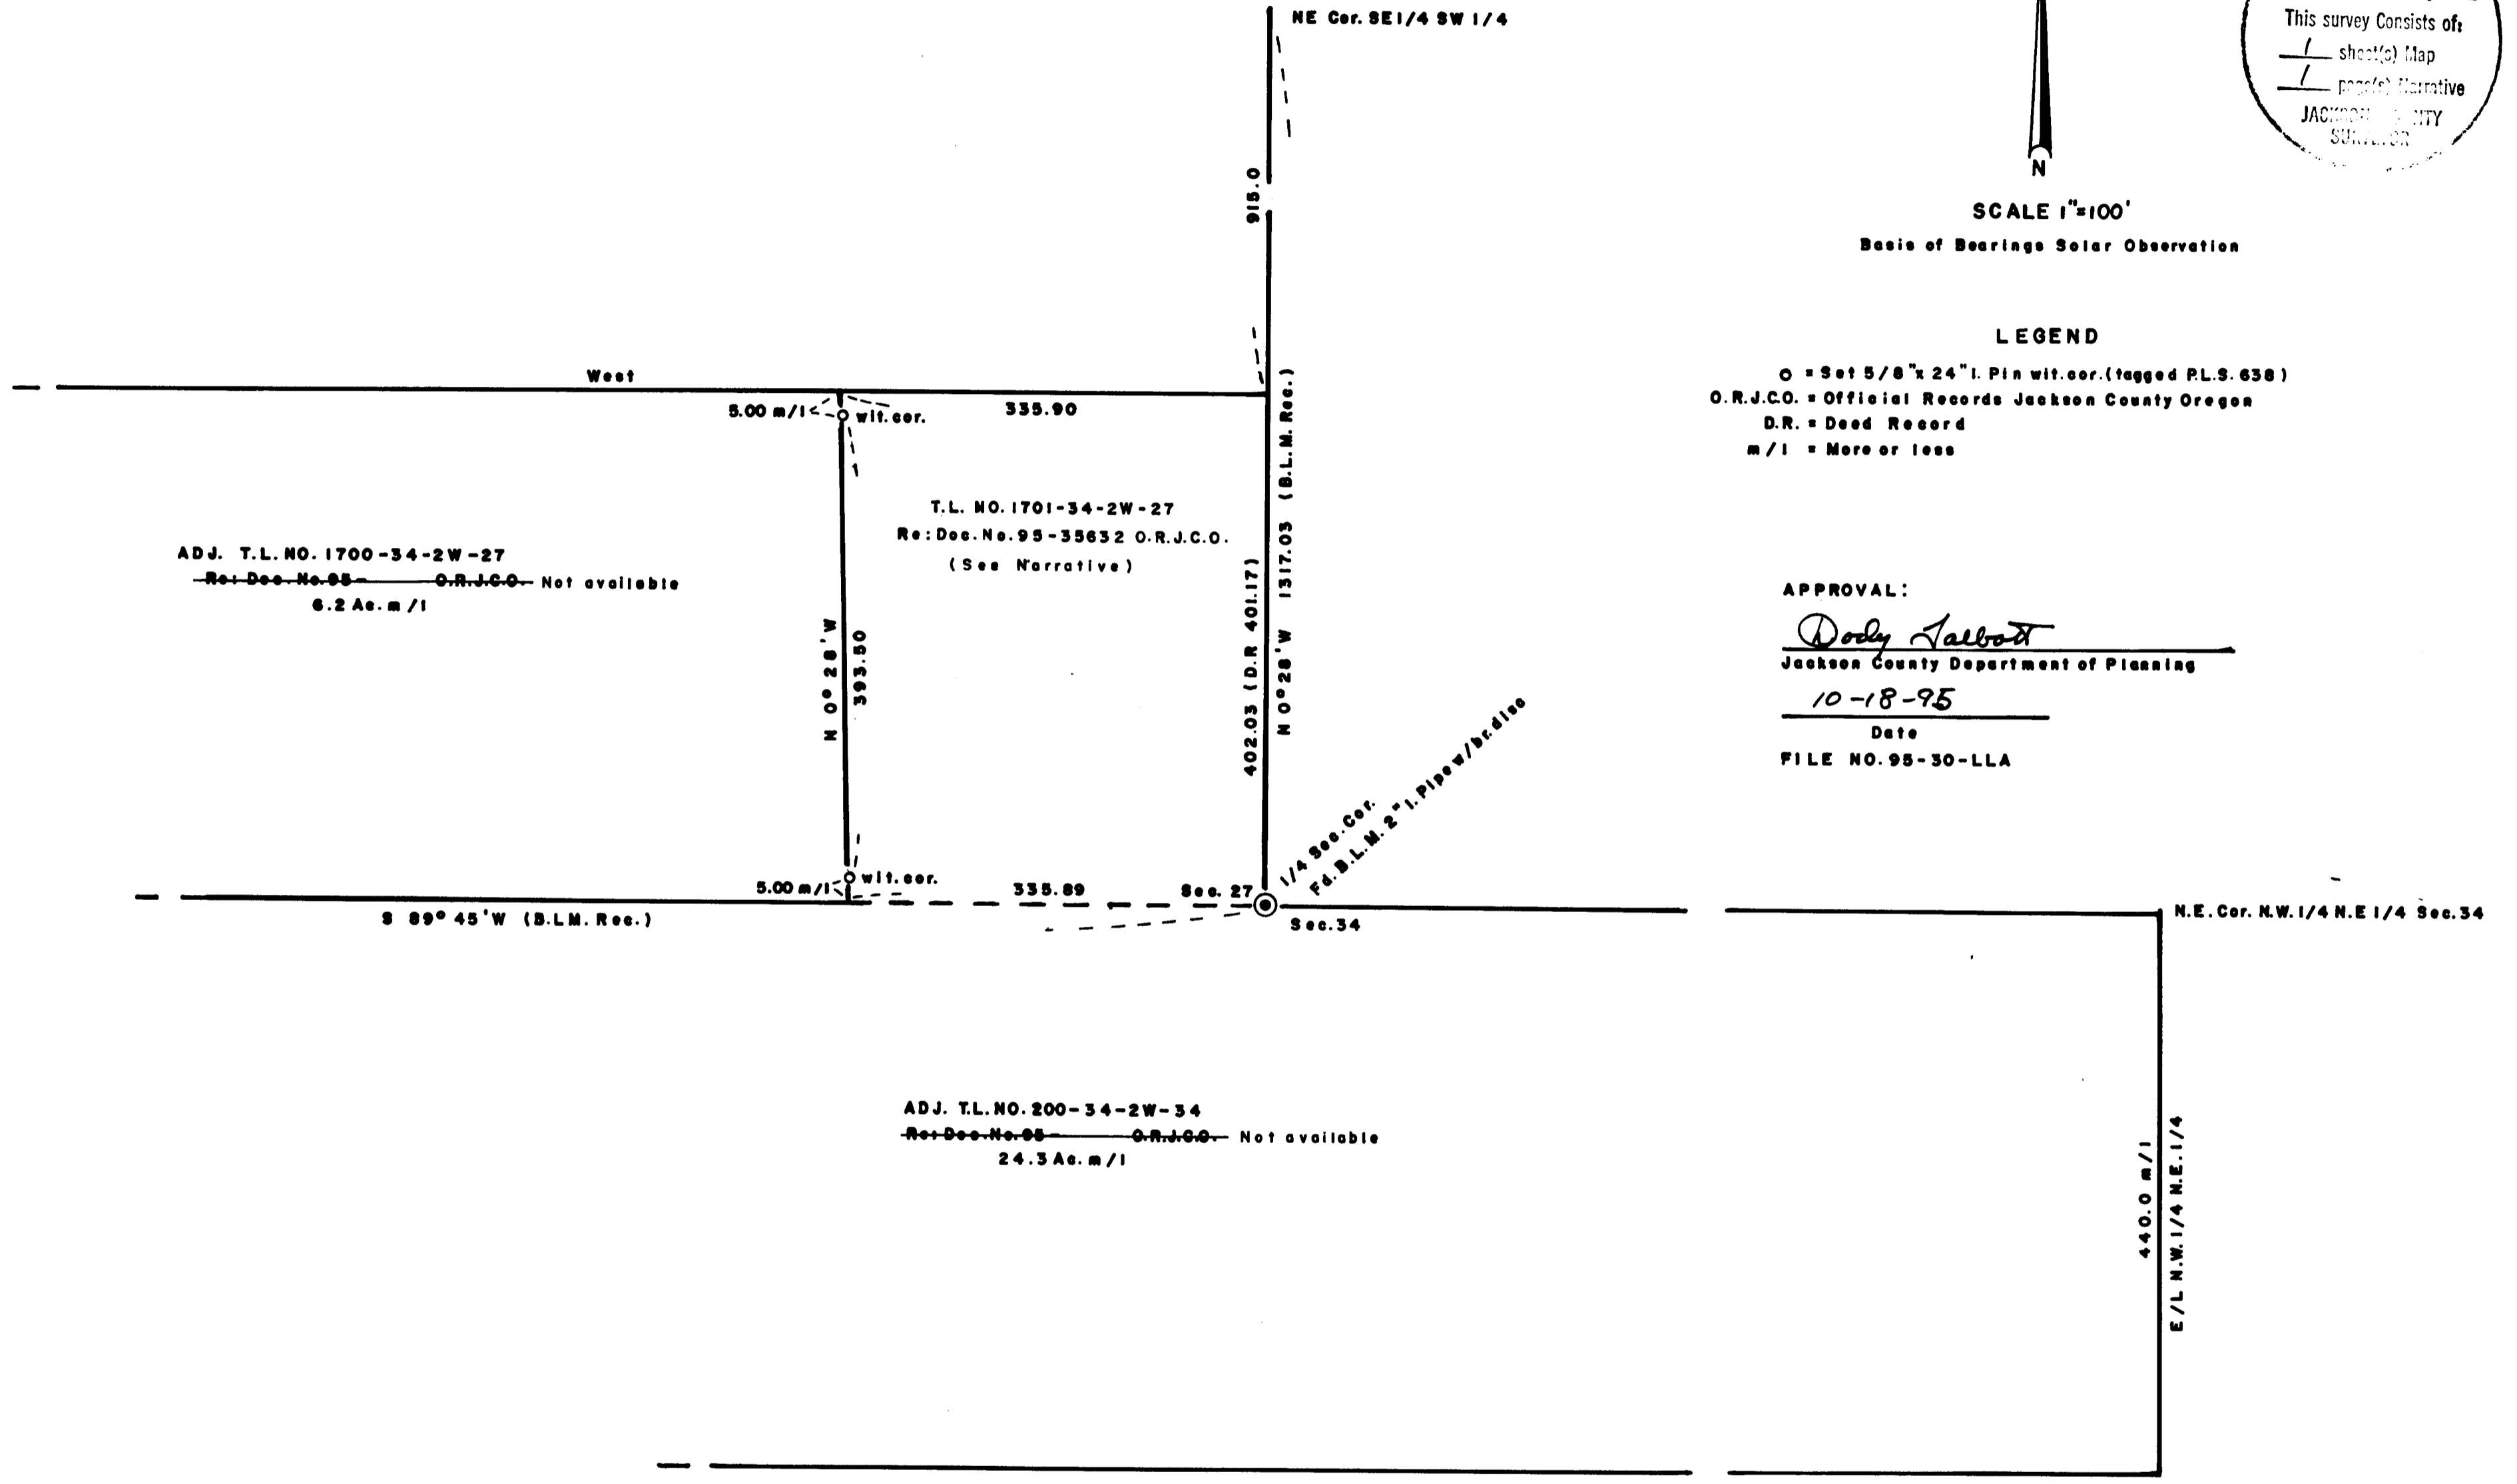 NE Cor. SE 1/4 SW 1/4
This survey Consists of:
1 sheet(s) Map
1 page(s) Narrative
JACKSON COUNTY
SURVEYOR
N
SCALE 1"=100'
Basis of Bearings Solar Observation
915.0
LEGEND
O = Set 5/8"x 24" I. Pin wit.cor.(tagged P.L.S. 638)
O.R.J.C.O. = Official Records Jackson County Oregon
D.R. = Deed Record
m/l = More or less
West
5.00 m/l
wit.cor.
335.90
T.L. NO. 1701-34-2W-27
Re: Doc. No. 95-35632 O.R.J.C.O.
(See Narrative)
ADJ. T.L. NO. 1700-34-2W-27
Re: Doc No. 95- O.R.J.C.O. Not available
6.2 Ac. m/l
N 0° 28' W
393.50
402.03 (D.R 401.17)
N 0° 28' W 1317.03 (B.L.M. Rec.)
APPROVAL:
Dody Talbott
Jackson County Department of Planning
10-18-95
Date
FILE NO. 95-30-LLA
1/4 Sec. Cor.
Fd. B.L.M. 2" I. Pipe w/br. disc
5.00 m/l
wit.cor.
335.89
Sec. 27
Sec. 34
S 89° 45' W (B.L.M. Rec.)
N.E. Cor. N.W. 1/4 N.E 1/4 Sec. 34
ADJ. T.L. NO. 200-34-2W-34
Re: Doc No. 95- O.R.J.C.O. Not available
24.3 Ac. m/l
440.0 m/l
E/L N.W. 1/4 N.E. 1/4